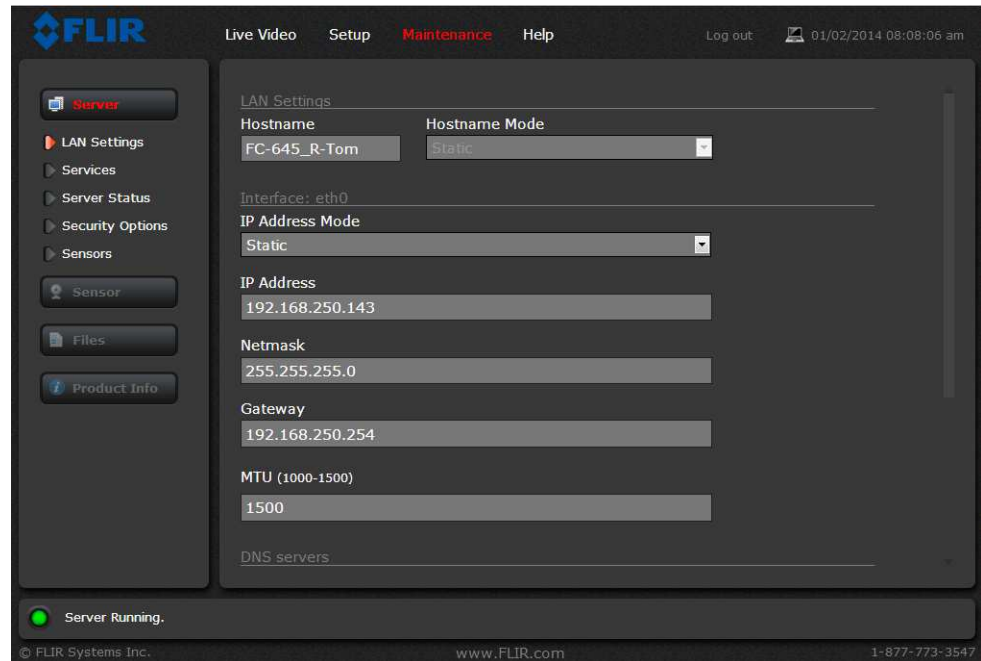 FLIR
Live Video Setup Maintenance Help Log out 01/02/2014 08:08:06 am
Server
LAN Settings
Services
Server Status
Security Options
Sensors
Sensor
Files
Product Info
LAN Settings
Hostname Hostname Mode
FC-645_R-Tom Static
Interface: eth0
IP Address Mode
Static
IP Address
192.168.250.143
Netmask
255.255.255.0
Gateway
192.168.250.254
MTU (1000-1500)
1500
DNS servers
Server Running.
© FLIR Systems Inc. www.FLIR.com 1-877-773-3547